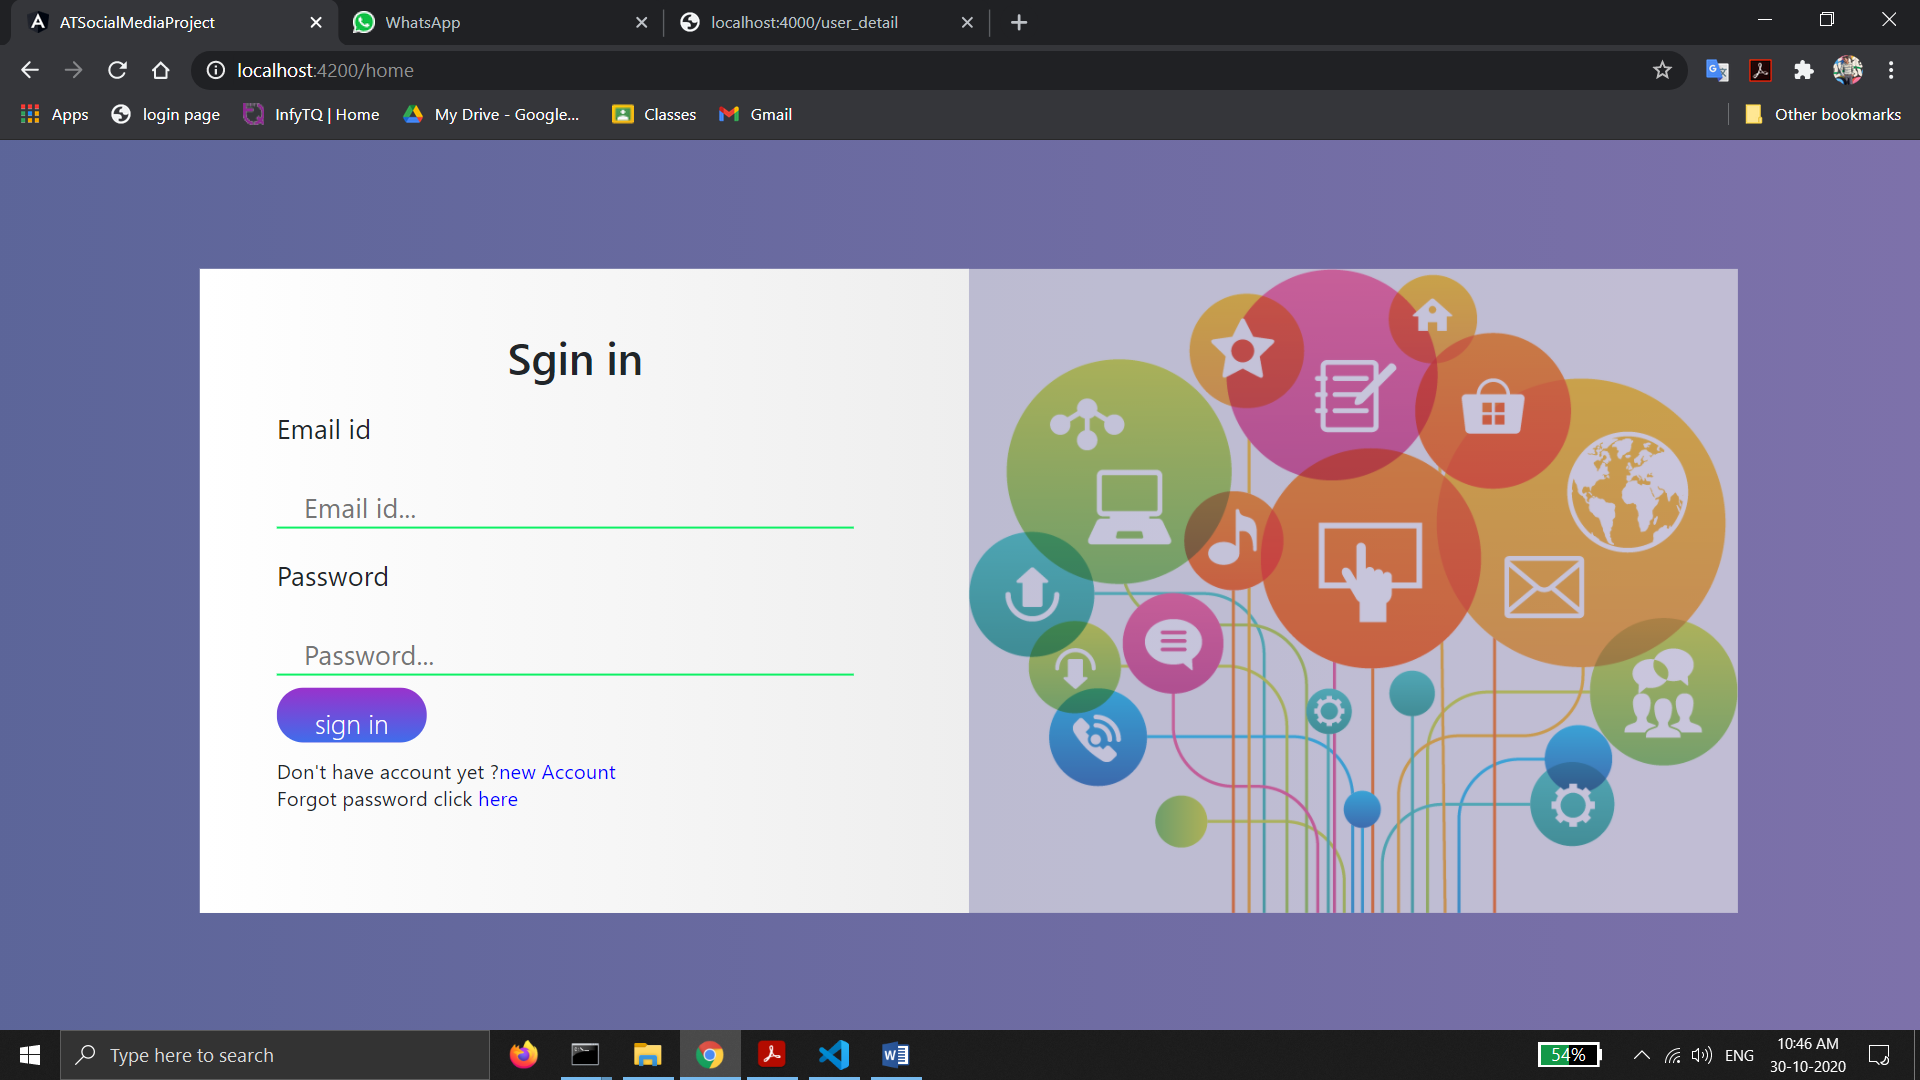 ATSocialMediaProject
WhatsApp
localhost:4000/user_detail
localhost:4200/home
Apps
login page
InfyTQ | Home
My Drive - Google...
Classes
Gmail
Other bookmarks
Sgin in
Email id
Email id...
Password
Password...
sign in
Don't have account yet ?new Account
Forgot password click here
Type here to search
54%
ENG
10:46 AM
30-10-2020